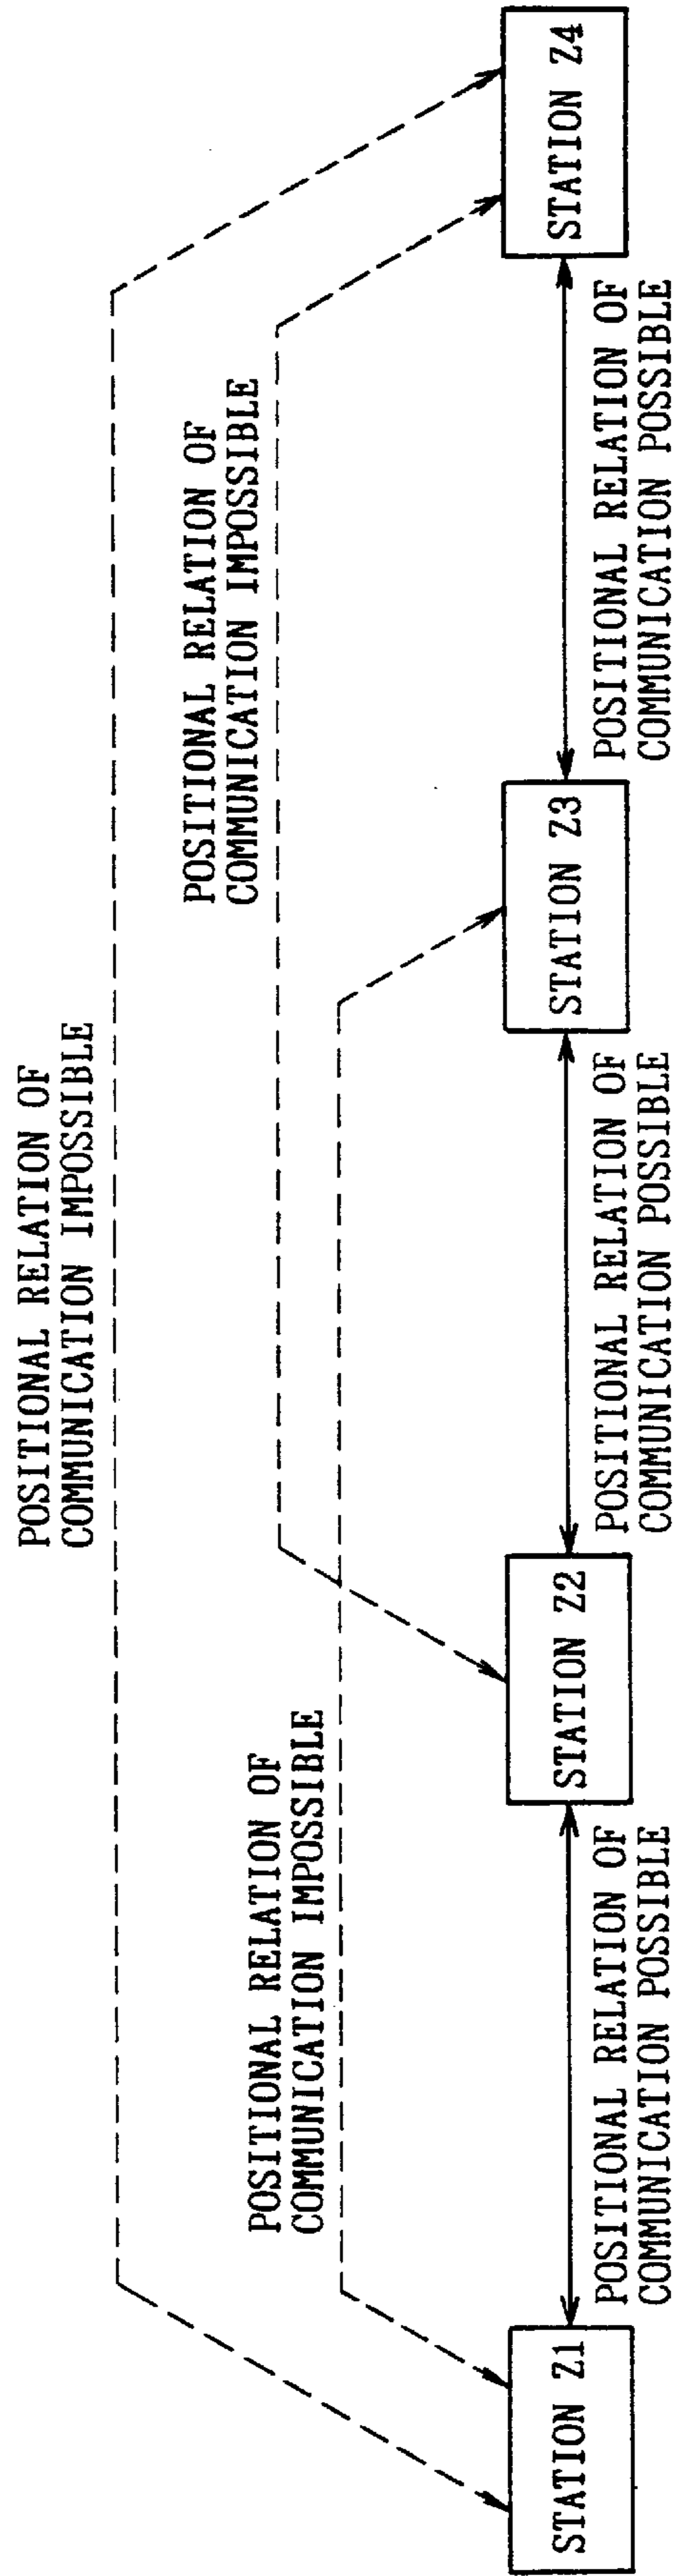 POSITIONAL RELATION OF
COMMUNICATION IMPOSSIBLE
POSITIONAL RELATION OF
COMMUNICATION IMPOSSIBLE
POSITIONAL RELATION OF
COMMUNICATION IMPOSSIBLE
STATION Z1
STATION Z2
STATION Z3
STATION Z4
POSITIONAL RELATION OF
COMMUNICATION POSSIBLE
POSITIONAL RELATION OF
COMMUNICATION POSSIBLE
POSITIONAL RELATION OF
COMMUNICATION POSSIBLE